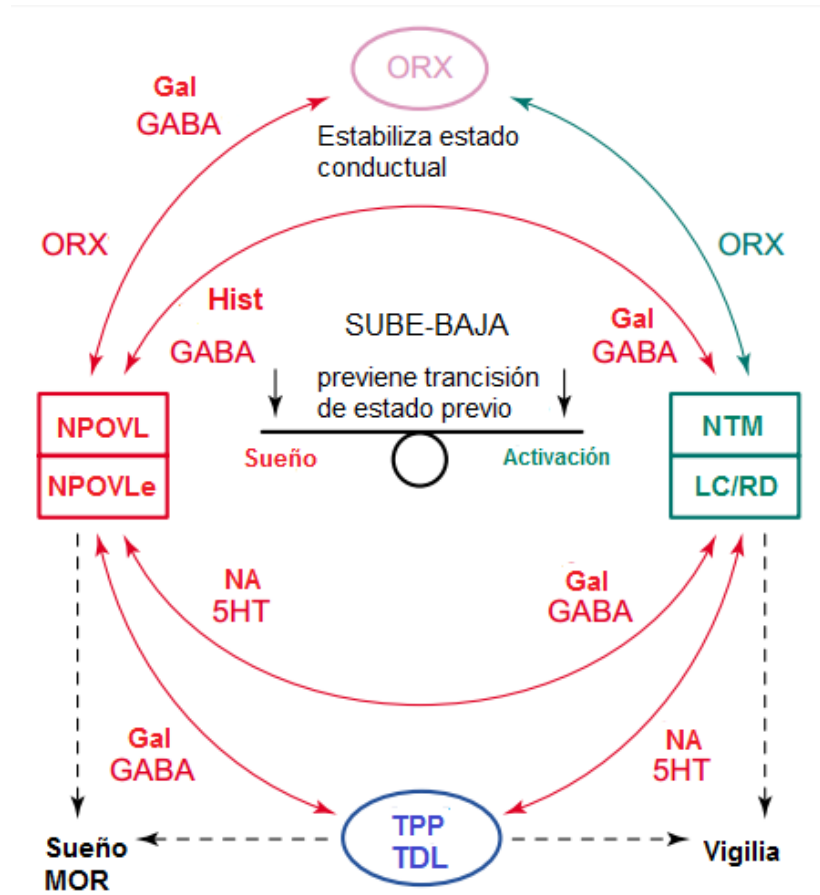 ORX
Gal
GABA
Estabiliza estado
conductual
ORX
ORX
Hist
GABA
SUBE-BAJA
Gal
GABA
previene trancisión
de estado previo
NPOVL
NPOVLe
Sueño
Activación
NTM
LC/RD
NA
5HT
Gal
GABA
Gal
GABA
NA
5HT
TPP
TDL
Sueño
MOR
Vigilia